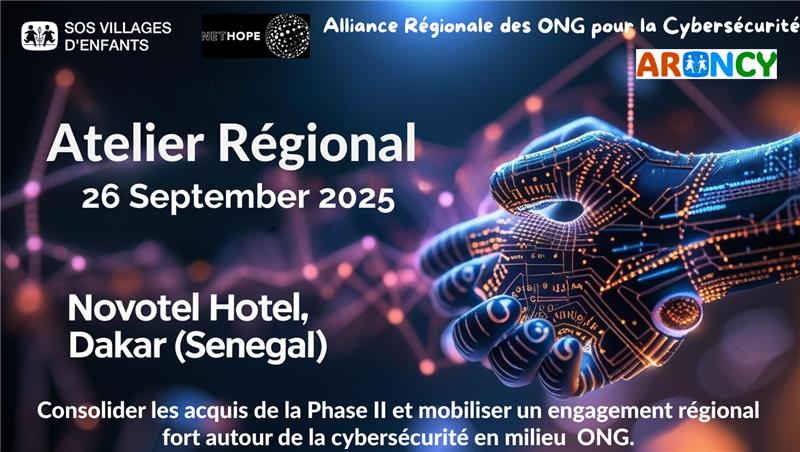 SOS VILLAGES
D'ENFANTS
NETHOPE
Alliance Régionale des ONG pour la Cybersécurité
ARONCY
Atelier Régional
26 September 2025
Novotel Hotel,
Dakar (Senegal)
Consolider les acquis de la Phase II et mobiliser un engagement régional
fort autour de la cybersécurité en milieu ONG.